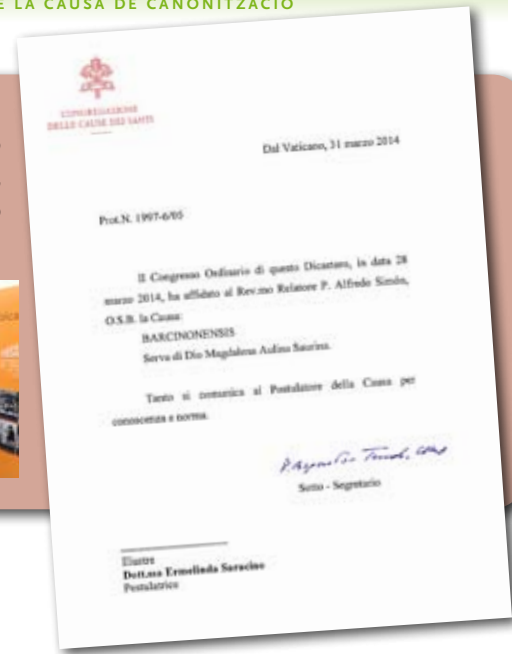 E LA CAUSA DE CANONITZACIÓ
CONGREGAZIONE
DELLE CAUSE DEI SANTI
Dal Vaticano, 31 marzo 2014
Prot.N. 1997-6/05
Il Congresso Ordinario di questo Dicastero, in data 28
marzo 2014, ha affidato al Rev.mo Relatore P. Alfredo Simón,
O.S.B. la Causa:
BARCINONENSIS
Serva di Dio Magdalena Aulina Saurina.
Tanto si comunica al Postulatore della Causa per
conoscenza e norma.
Sotto - Segretario
Illustre
Dott.ssa Ermelinda Saracino
Postulatrice